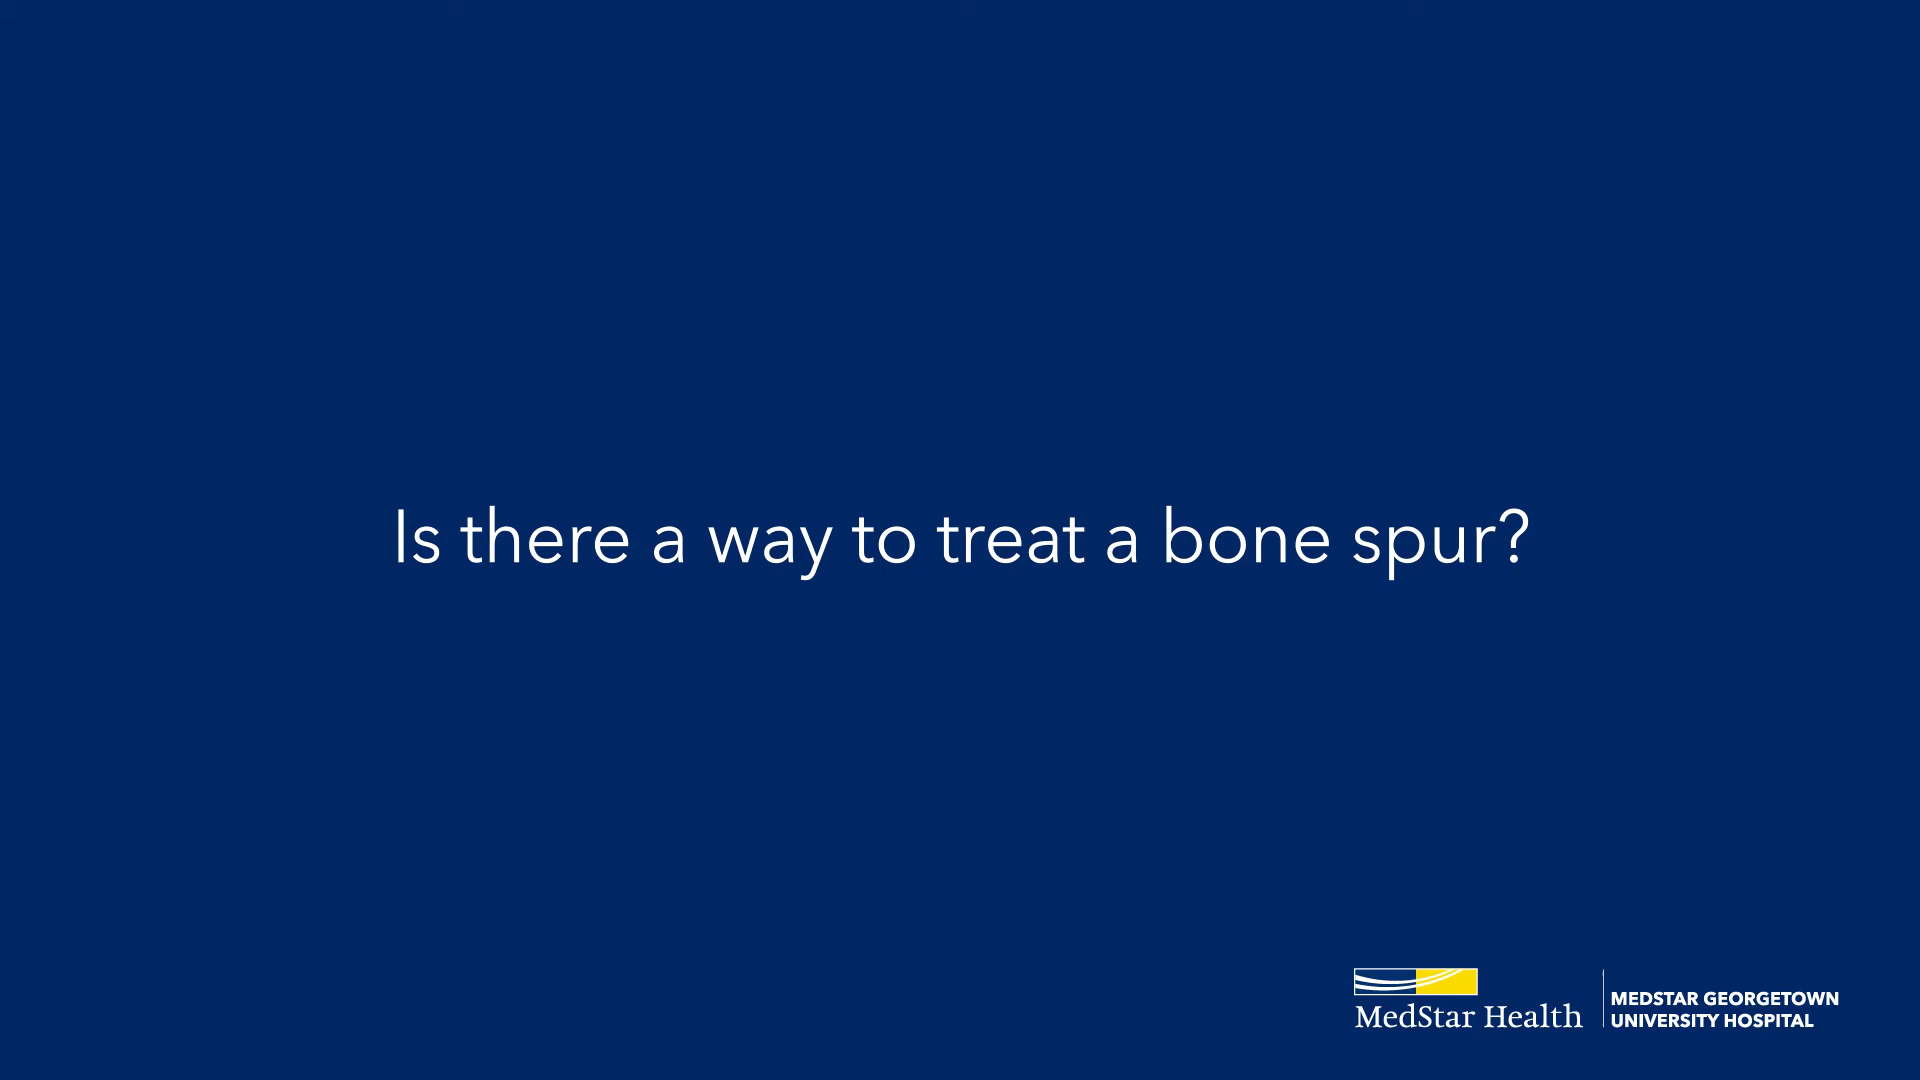 Is there a way to treat a bone spur?
MedStar Health
MEDSTAR GEORGETOWN
UNIVERSITY HOSPITAL